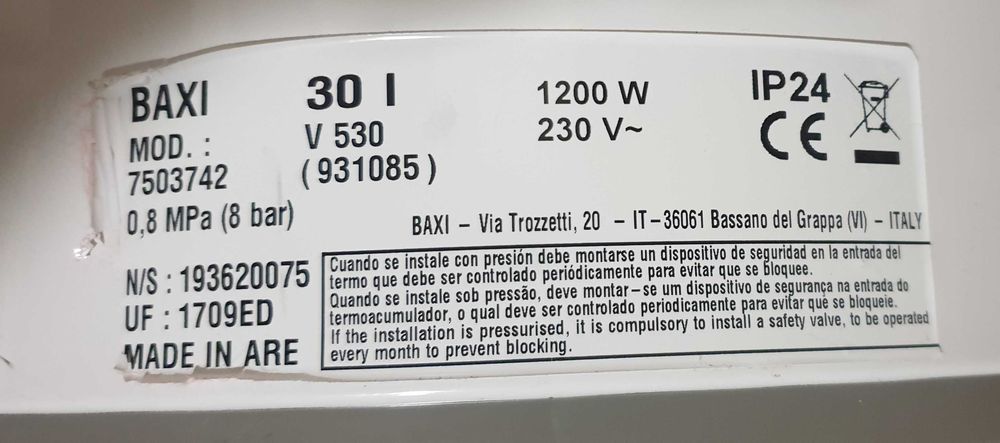 BAXI 30 l 1200 W IP24
MOD. : V 530 230 V~ CE
7503742 (931085)
0,8 MPa (8 bar)
BAXI – Via Trozzetti, 20 – IT–36061 Bassano del Grappa (VI) – ITALY
N/S : 193620075
UF : 1709ED
MADE IN ARE
Cuando se instale con presión debe montarse un dispositivo de seguridad en la entrada del
termo que debe ser controlado periódicamente para evitar que se bloquee.
Quando se instale sob pressão, deve montar–se um dispositivo de segurança na entrada do
termoacumulador, o qual deve ser controlado periodicamente para evitar que se bloqueie.
If the installation is pressurised, it is compulsory to install a safety valve, to be operated
every month to prevent blocking.